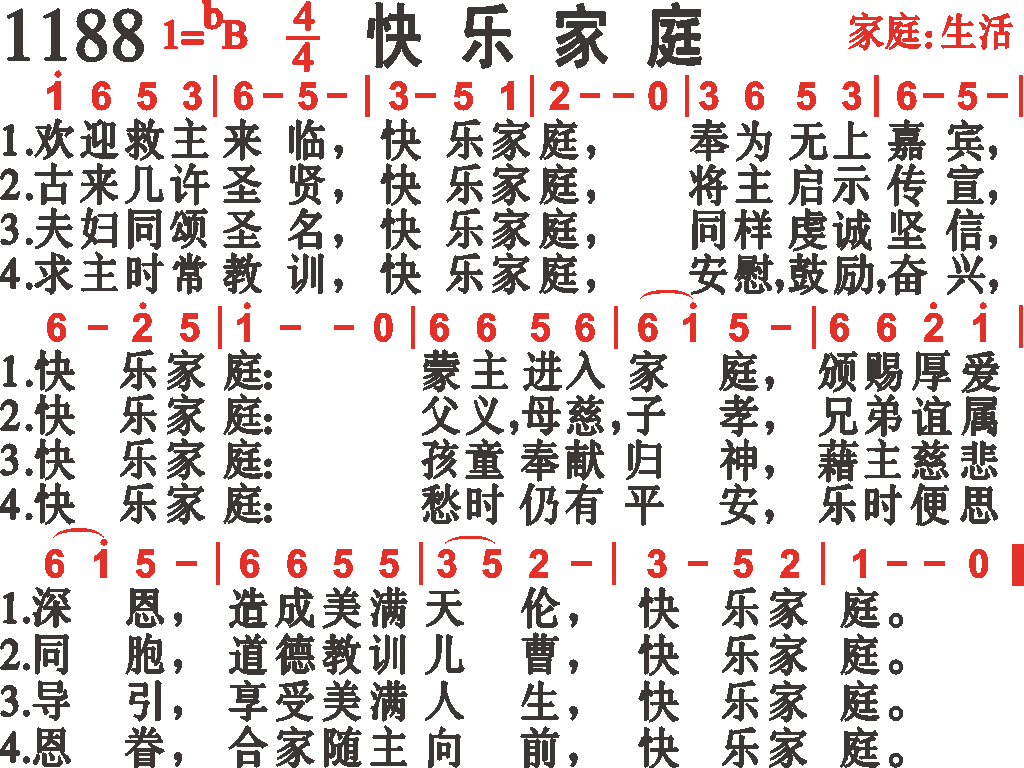 1188 1=bB 4/4 快乐家庭 家庭:生活
i 6 5 3|6-5-|3-5 1|2--0|3 6 5 3|6-5-|
1.欢迎救主来临，快乐家庭，奉为无上嘉宾，
2.古来几许圣贤，快乐家庭，将主启示传宣，
3.夫妇同颂圣名，快乐家庭，同样虔诚坚信，
4.求主时常教训，快乐家庭，安慰,鼓励,奋兴，
6-2̇ 5|i--0|6 6 5 6|6 i 5-|6 6 2̇ i|
1.快乐家庭:蒙主进入家庭，颁赐厚爱
2.快乐家庭:父义,母慈,子孝，兄弟谊属
3.快乐家庭:孩童奉献归神，藉主慈悲
4.快乐家庭:愁时仍有平安，乐时便思
6 i 5-|6 6 5 5|3 5 2-|3-5 2|1--0
1.深恩，造成美满天伦，快乐家庭。
2.同胞，道德教训儿曹，快乐家庭。
3.导引，享受美满人生，快乐家庭。
4.恩眷，合家随主向前，快乐家庭。